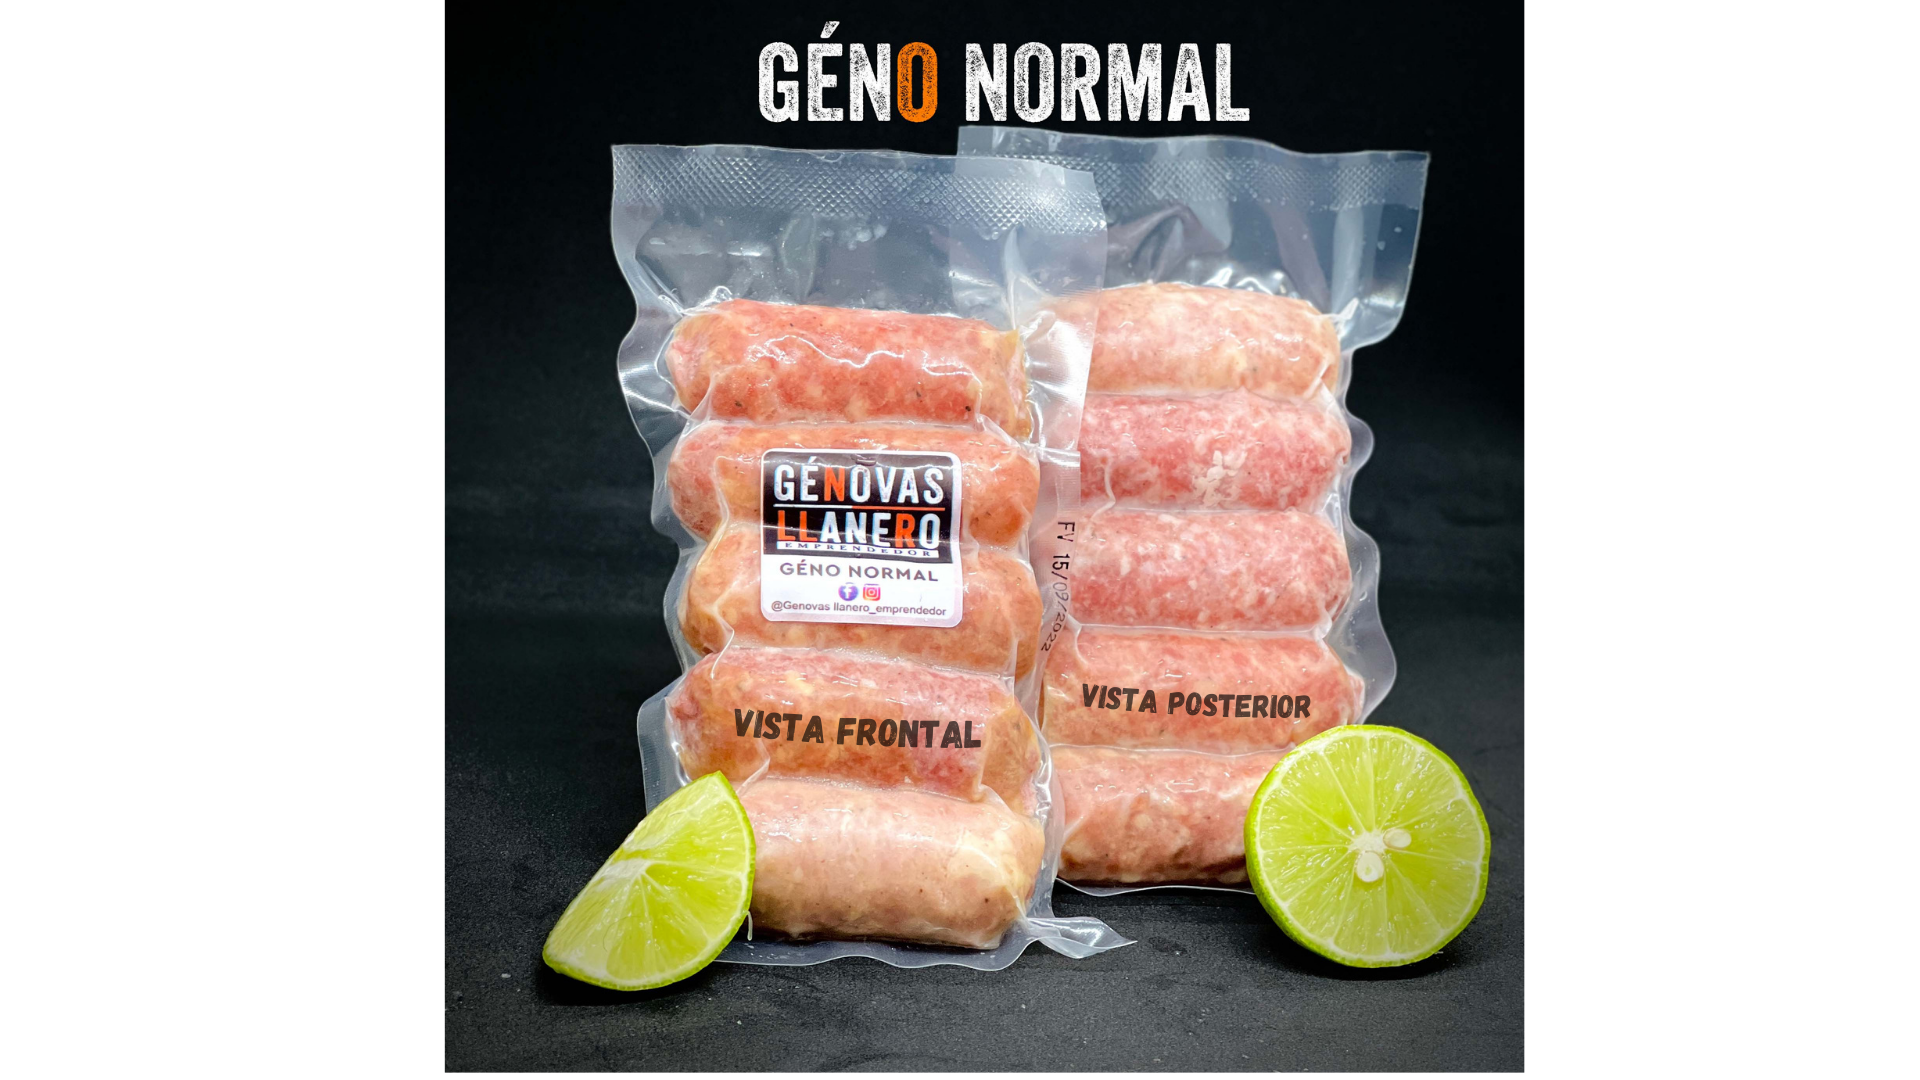 GÉNO NORMAL
GÉNOVAS
LLANERO
EMPRENDEDOR
GÉNO NORMAL
@Genovas llanero_emprendedor
FV 15/09/2022
VISTA FRONTAL
VISTA POSTERIOR